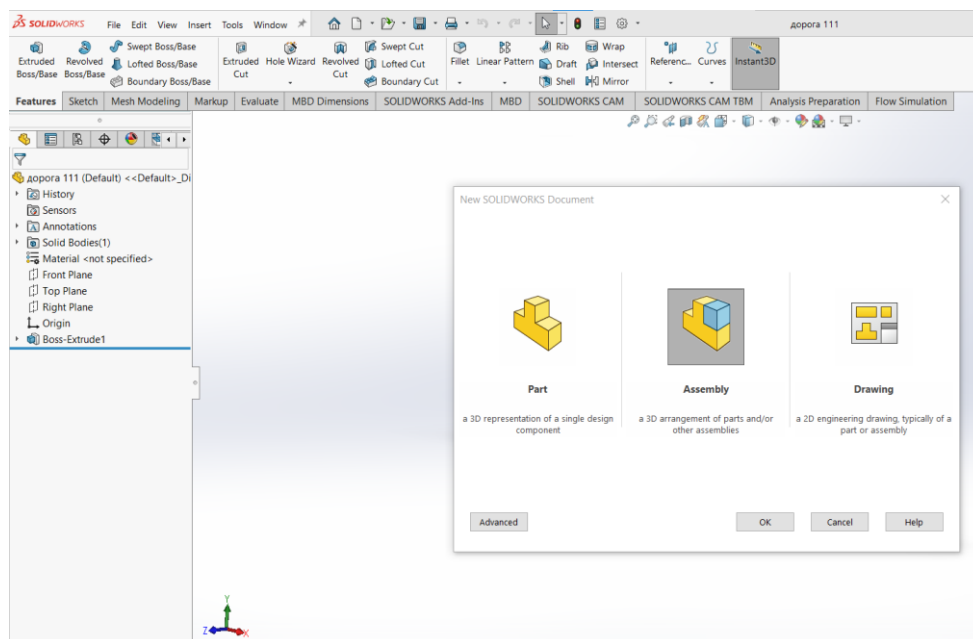 SOLIDWORKS File Edit View Insert Tools Window дорога 111
Extruded Boss/Base Revolved Boss/Base Swept Boss/Base Lofted Boss/Base Boundary Boss/Base Extruded Cut Hole Wizard Revolved Cut Swept Cut Lofted Cut Boundary Cut Fillet Linear Pattern Rib Draft Shell Wrap Intersect Mirror Referenc... Curves Instant3D
Features Sketch Mesh Modeling Markup Evaluate MBD Dimensions SOLIDWORKS Add-Ins MBD SOLIDWORKS CAM SOLIDWORKS CAM TBM Analysis Preparation Flow Simulation
дорога 111 (Default) <<Default>_Di
History
Sensors
Annotations
Solid Bodies(1)
Material <not specified>
Front Plane
Top Plane
Right Plane
Origin
Boss-Extrude1
New SOLIDWORKS Document
Part
a 3D representation of a single design
component
Assembly
a 3D arrangement of parts and/or
other assemblies
Drawing
a 2D engineering drawing, typically of a
part or assembly
Advanced OK Cancel Help
Y
Z X